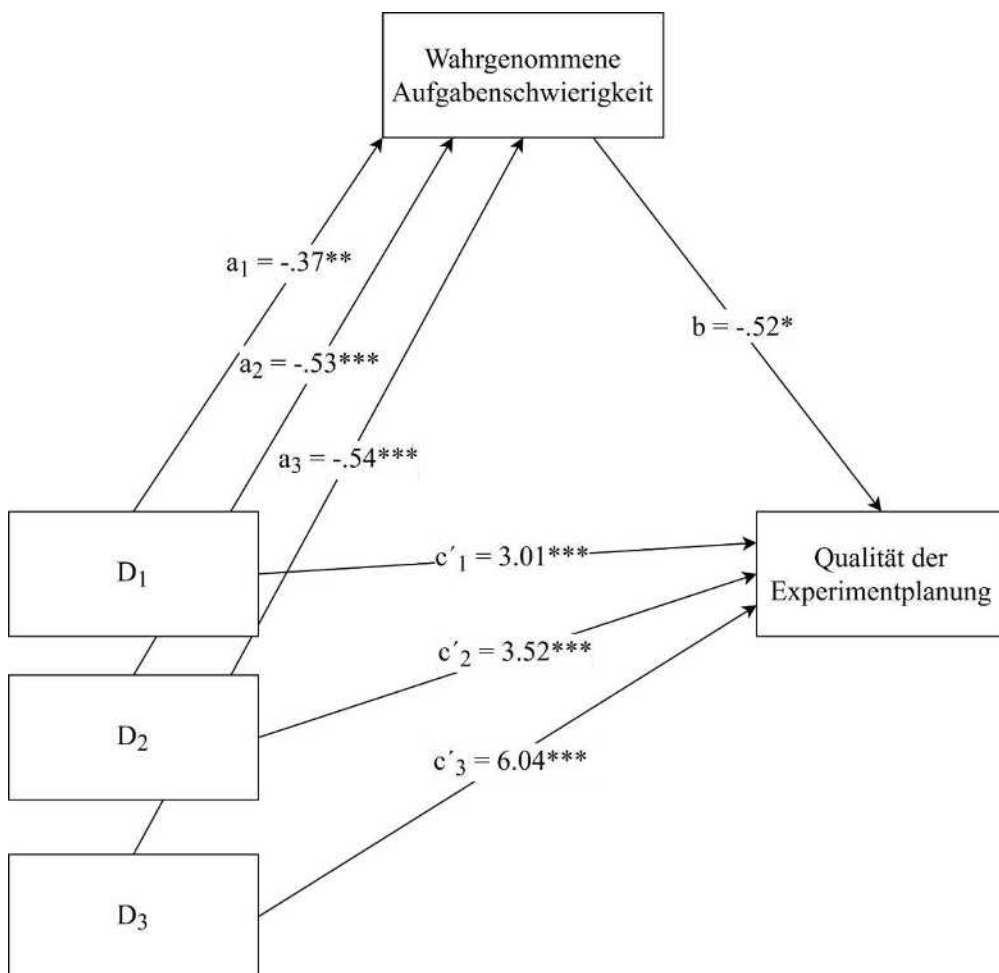 Wahrgenommene
Aufgabenschwierigkeit
a₁ = -.37**
b = -.52*
a₂ = -.53***
a₃ = -.54***
D₁
c´₁ = 3.01***
Qualität der
Experimentplanung
c´₂ = 3.52***
D₂
c´₃ = 6.04***
D₃